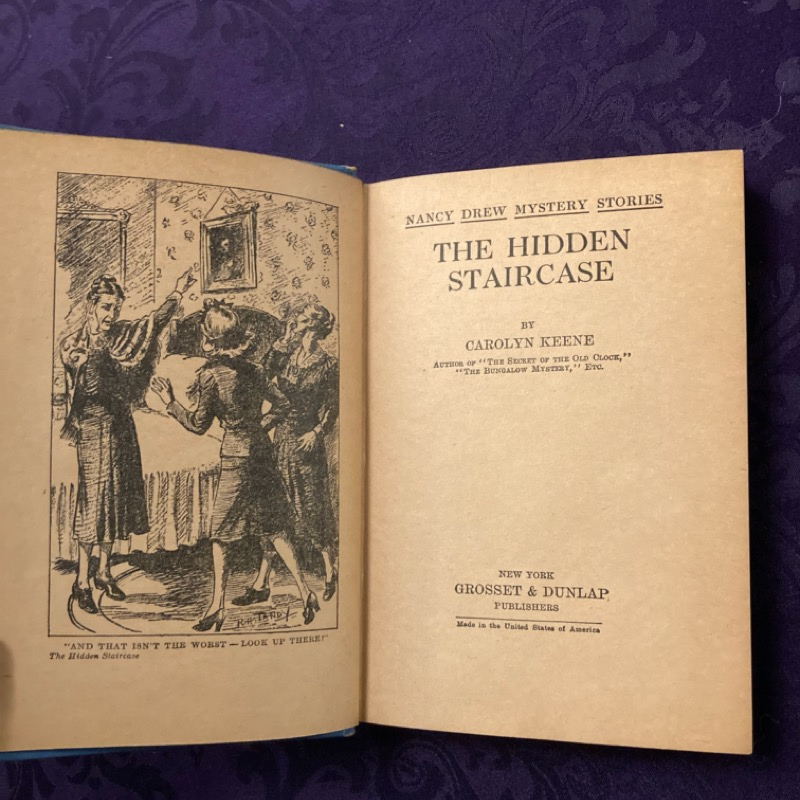 R.H. TANDY
"AND THAT ISN'T THE WORST — LOOK UP THERE!"
The Hidden Staircase
NANCY DREW MYSTERY STORIES
THE HIDDEN
STAIRCASE
BY
CAROLYN KEENE
AUTHOR OF "THE SECRET OF THE OLD CLOCK,"
"THE BUNGALOW MYSTERY," ETC.
NEW YORK
GROSSET & DUNLAP
PUBLISHERS
Made in the United States of America